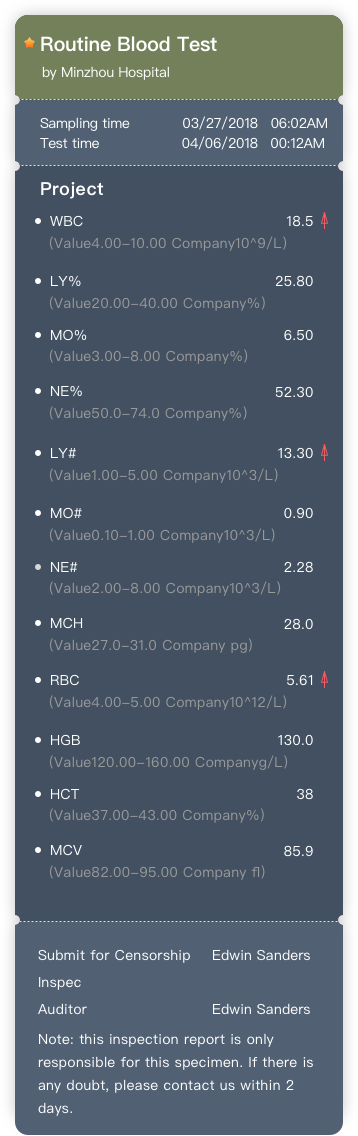 Routine Blood Test
by Minzhou Hospital
Sampling time 03/27/2018 06:02AM
Test time 04/06/2018 00:12AM
Project
WBC 18.5
(Value4.00-10.00 Company10^9/L)
LY% 25.80
(Value20.00-40.00 Company%)
MO% 6.50
(Value3.00-8.00 Company%)
NE% 52.30
(Value50.0-74.0 Company%)
LY# 13.30
(Value1.00-5.00 Company10^3/L)
MO# 0.90
(Value0.10-1.00 Company10^3/L)
NE# 2.28
(Value2.00-8.00 Company10^3/L)
MCH 28.0
(Value27.0-31.0 Company pg)
RBC 5.61
(Value4.00-5.00 Company10^12/L)
HGB 130.0
(Value120.00-160.00 Companyg/L)
HCT 38
(Value37.00-43.00 Company%)
MCV 85.9
(Value82.00-95.00 Company fl)
Submit for Censorship Edwin Sanders
Inspec
Auditor Edwin Sanders
Note: this inspection report is only
responsible for this specimen. If there is
any doubt, please contact us within 2
days.